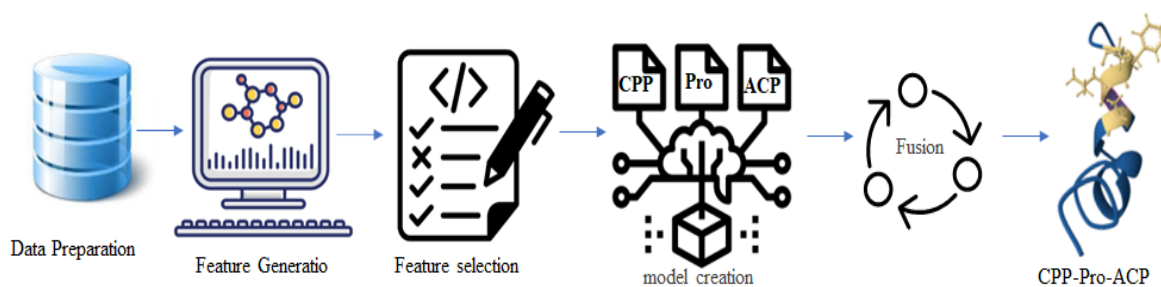 CPP Pro ACP
Fusion
Data Preparation
Feature Generatio
Feature selection
model creation
CPP-Pro-ACP